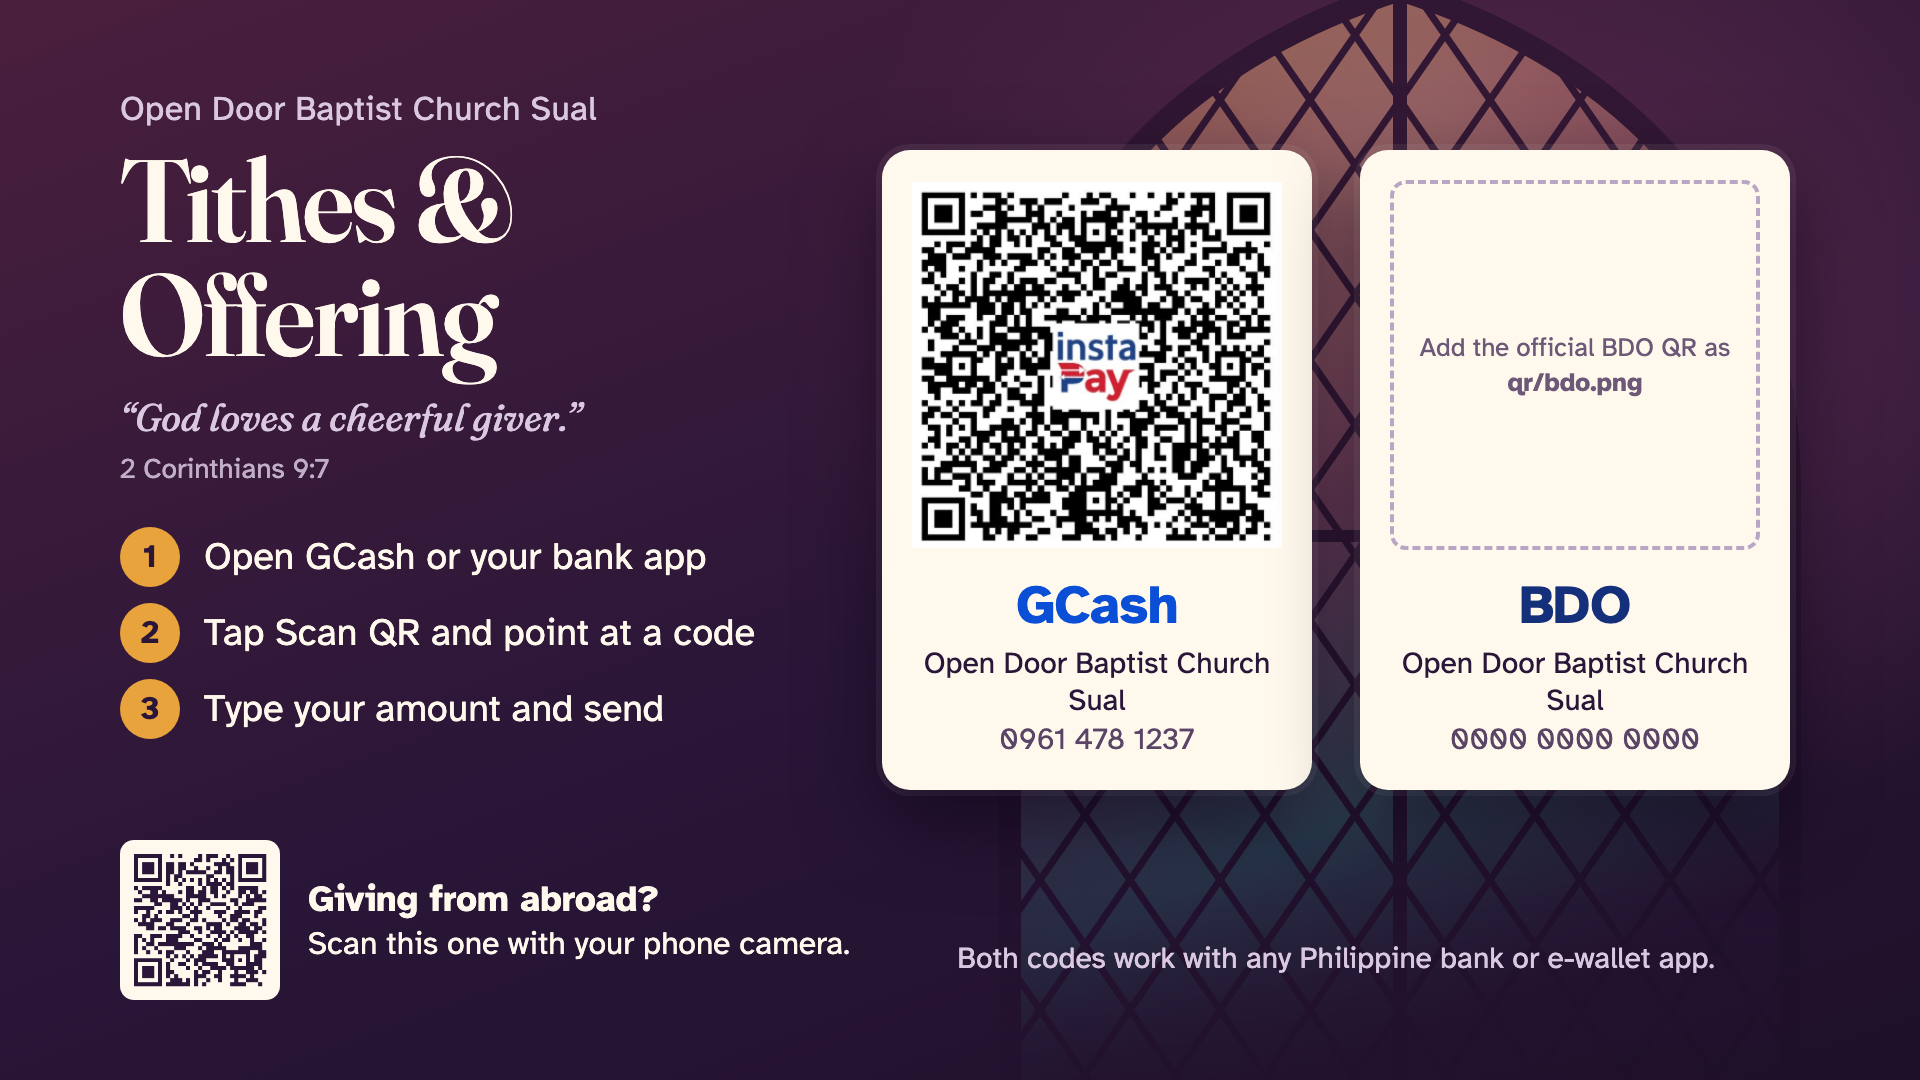 Open Door Baptist Church Sual
Tithes &
Offering
“God loves a cheerful giver.”
2 Corinthians 9:7
1 Open GCash or your bank app
2 Tap Scan QR and point at a code
3 Type your amount and send
Giving from abroad?
Scan this one with your phone camera.
insta
Pay
GCash
Open Door Baptist Church
Sual
0961 478 1237
Add the official BDO QR as
qr/bdo.png
BDO
Open Door Baptist Church
Sual
0000 0000 0000
Both codes work with any Philippine bank or e-wallet app.